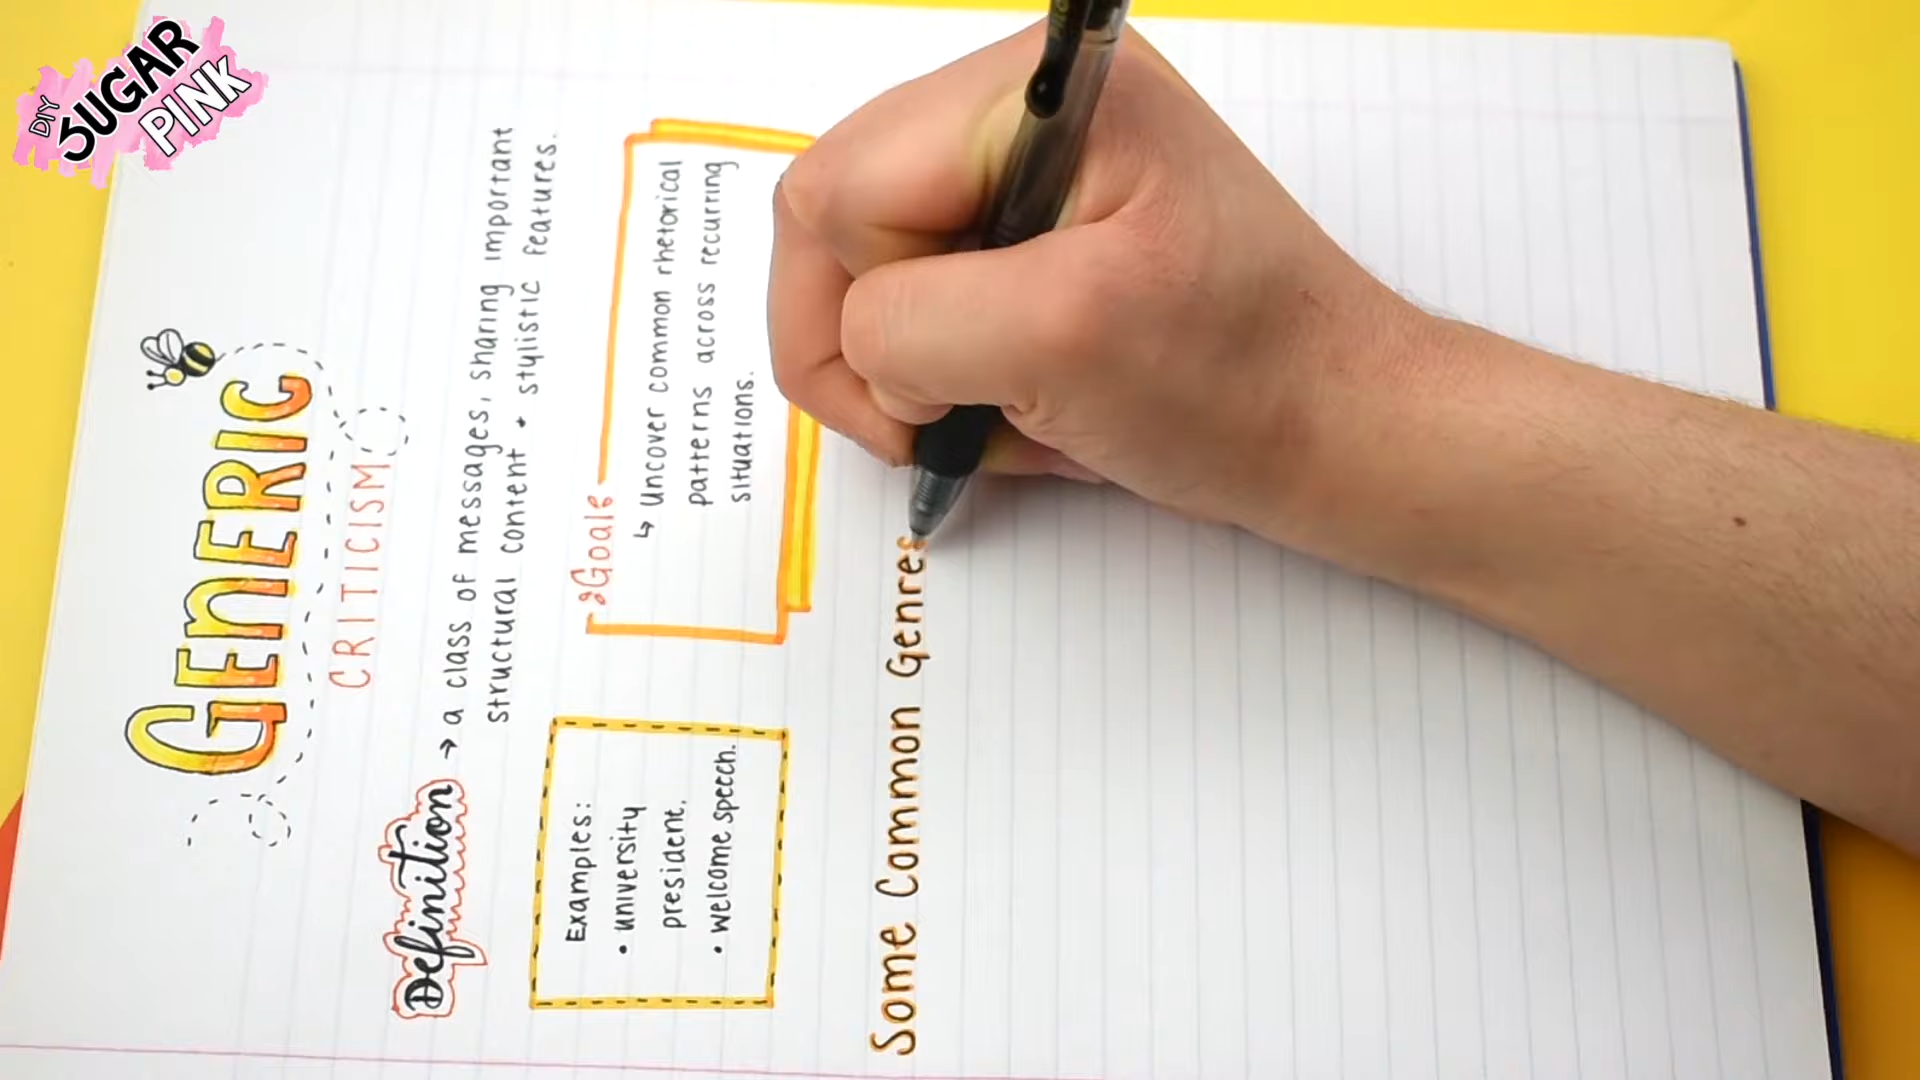 DIY
SUGAR
PINK
GENERIC
CRITICISM
Definition → a class of messages, sharing important
structural content + stylistic features.
Examples:
• university
president.
• welcome speech.
Goals
↳ Uncover common rhetorical
patterns across recurring
situations.
Some Common Genres